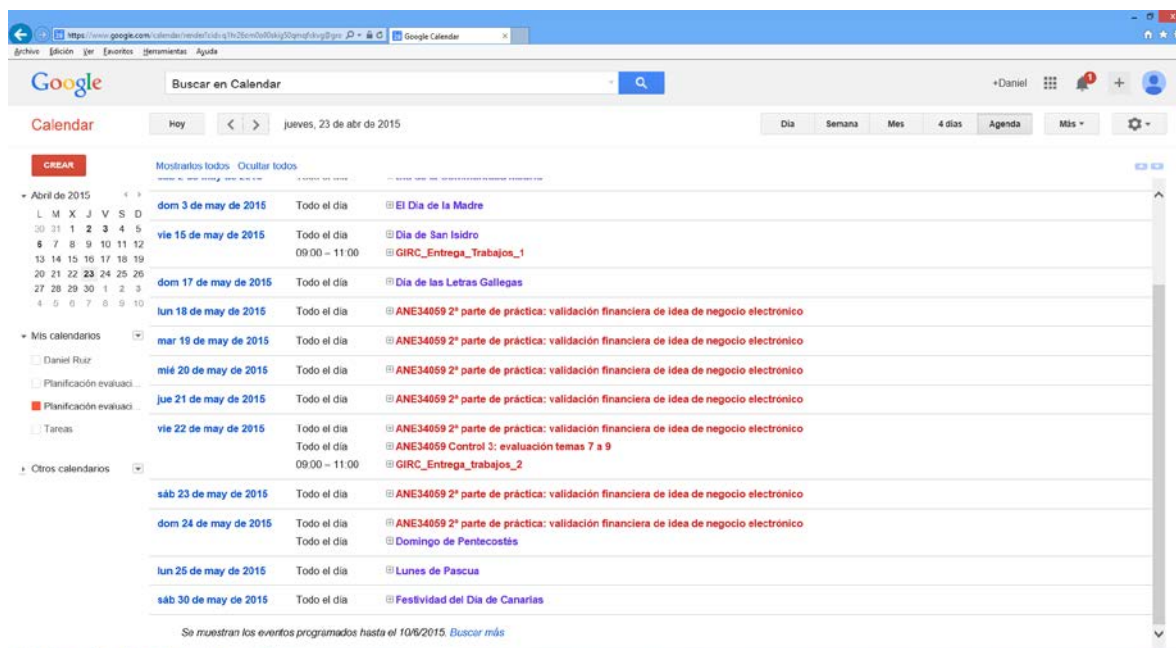 Google Calendar
Archivo Edición Ver Favoritos Herramientas Ayuda
Google Buscar en Calendar +Daniel 1
Calendar Hoy jueves, 23 de abr de 2015 Día Semana Mes 4 días Agenda Más
CREAR Mostrarlos todos Ocultar todos
Abril de 2015
L M X J V S D
30 31 1 2 3 4 5
6 7 8 9 10 11 12
13 14 15 16 17 18 19
20 21 22 23 24 25 26
27 28 29 30 1 2 3
4 5 6 7 8 9 10
Mis calendarios
Daniel Ruiz
Planificación evaluaci...
Planificación evaluaci...
Tareas
Otros calendarios
dom 3 de may de 2015 Todo el día El Día de la Madre
vie 15 de may de 2015 Todo el día Día de San Isidro
09:00 – 11:00 GIRC_Entrega_Trabajos_1
dom 17 de may de 2015 Todo el día Día de las Letras Gallegas
lun 18 de may de 2015 Todo el día ANE34059 2ª parte de práctica: validación financiera de idea de negocio electrónico
mar 19 de may de 2015 Todo el día ANE34059 2ª parte de práctica: validación financiera de idea de negocio electrónico
mié 20 de may de 2015 Todo el día ANE34059 2ª parte de práctica: validación financiera de idea de negocio electrónico
jue 21 de may de 2015 Todo el día ANE34059 2ª parte de práctica: validación financiera de idea de negocio electrónico
vie 22 de may de 2015 Todo el día ANE34059 2ª parte de práctica: validación financiera de idea de negocio electrónico
Todo el día ANE34059 Control 3: evaluación temas 7 a 9
09:00 – 11:00 GIRC_Entrega_trabajos_2
sáb 23 de may de 2015 Todo el día ANE34059 2ª parte de práctica: validación financiera de idea de negocio electrónico
dom 24 de may de 2015 Todo el día ANE34059 2ª parte de práctica: validación financiera de idea de negocio electrónico
Todo el día Domingo de Pentecostés
lun 25 de may de 2015 Todo el día Lunes de Pascua
sáb 30 de may de 2015 Todo el día Festividad del Día de Canarias
Se muestran los eventos programados hasta el 10/6/2015. Buscar más